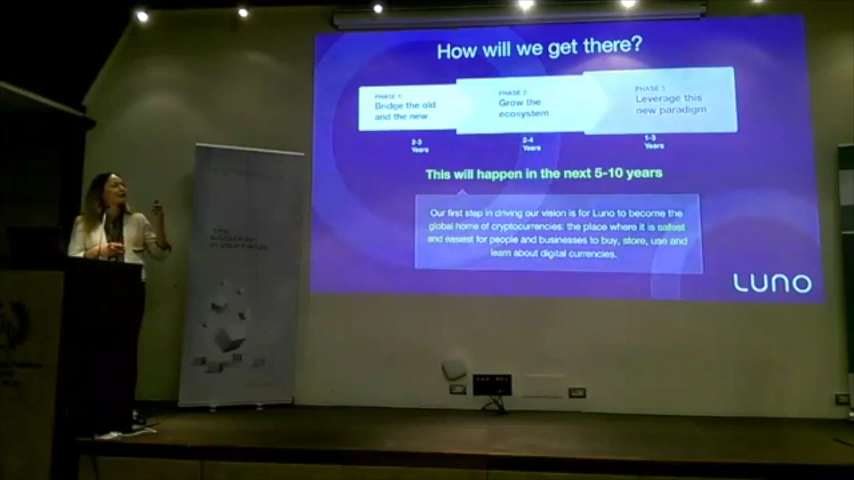 How will we get there?
PHASE 1
Bridge the old
and the new
PHASE 2
Grow the
ecosystem
PHASE 3
Leverage this
new paradigm
2-3
Years
2-4
Years
1-3
Years
This will happen in the next 5-10 years
Our first step in driving our vision is for Luno to become the
global home of cryptocurrencies: the place where it is safest
and easiest for people and businesses to buy, store, use and
learn about digital currencies.
LUNO